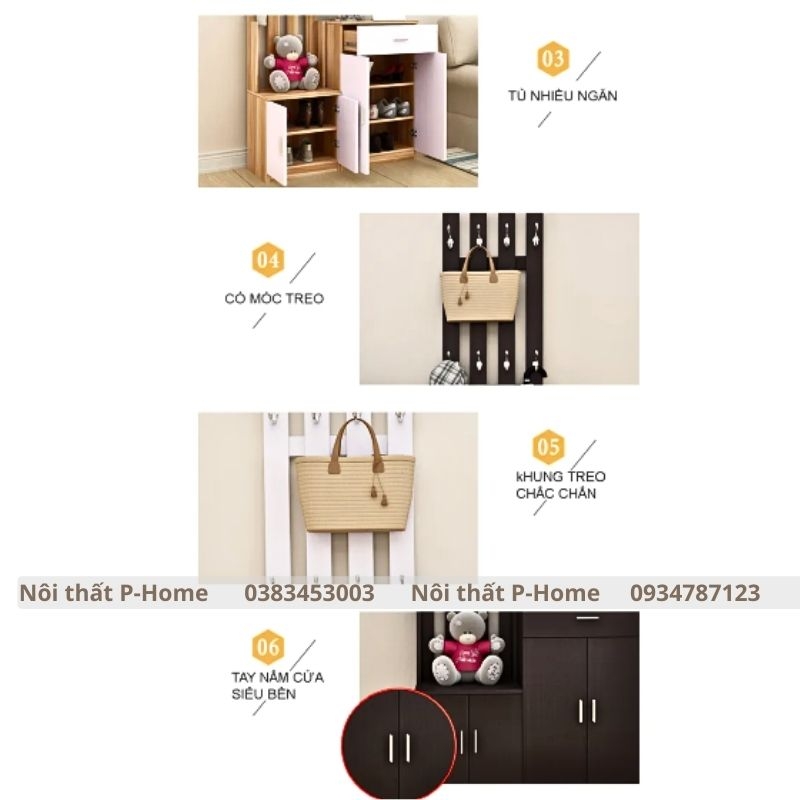 03
TỦ NHIỀU NGĂN
04
CÓ MÓC TREO
05
kHUNG TREO
CHẮC CHẮN
Nôi thất P-Home 0383453003 Nôi thất P-Home 0934787123
06
TAY NẮM CỬA
SIÊU BỀN